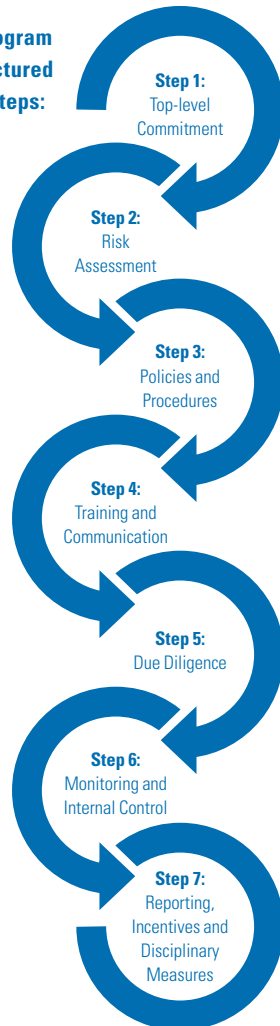 ogram
ctured
teps:
Step 1:
Top-level
Commitment
Step 2:
Risk
Assessment
Step 3:
Policies and
Procedures
Step 4:
Training and
Communication
Step 5:
Due Diligence
Step 6:
Monitoring and
Internal Control
Step 7:
Reporting,
Incentives and
Disciplinary
Measures